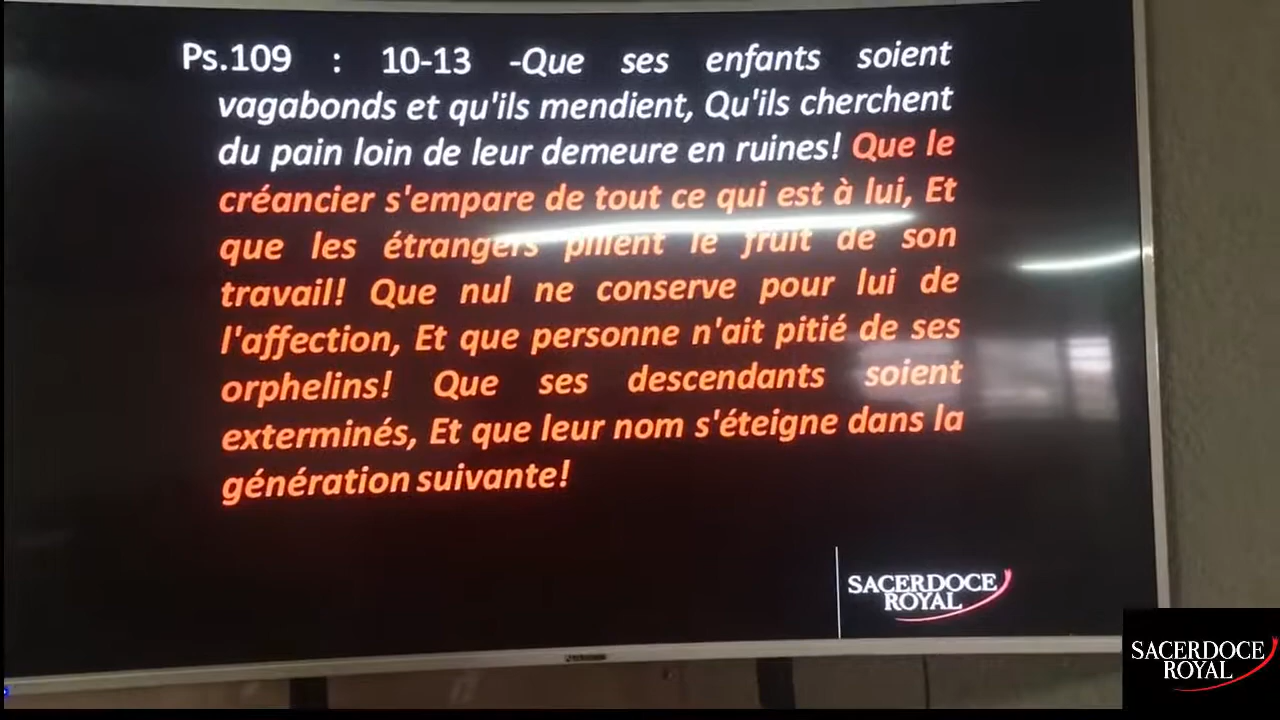 Ps.109 : 10-13 -Que ses enfants soient
vagabonds et qu'ils mendient, Qu'ils cherchent
du pain loin de leur demeure en ruines! Que le
créancier s'empare de tout ce qui est à lui, Et
que les étrangers pillent le fruit de son
travail! Que nul ne conserve pour lui de
l'affection, Et que personne n'ait pitié de ses
orphelins! Que ses descendants soient
exterminés, Et que leur nom s'éteigne dans la
génération suivante!
SACERDOCE
ROYAL
SACERDOCE
ROYAL